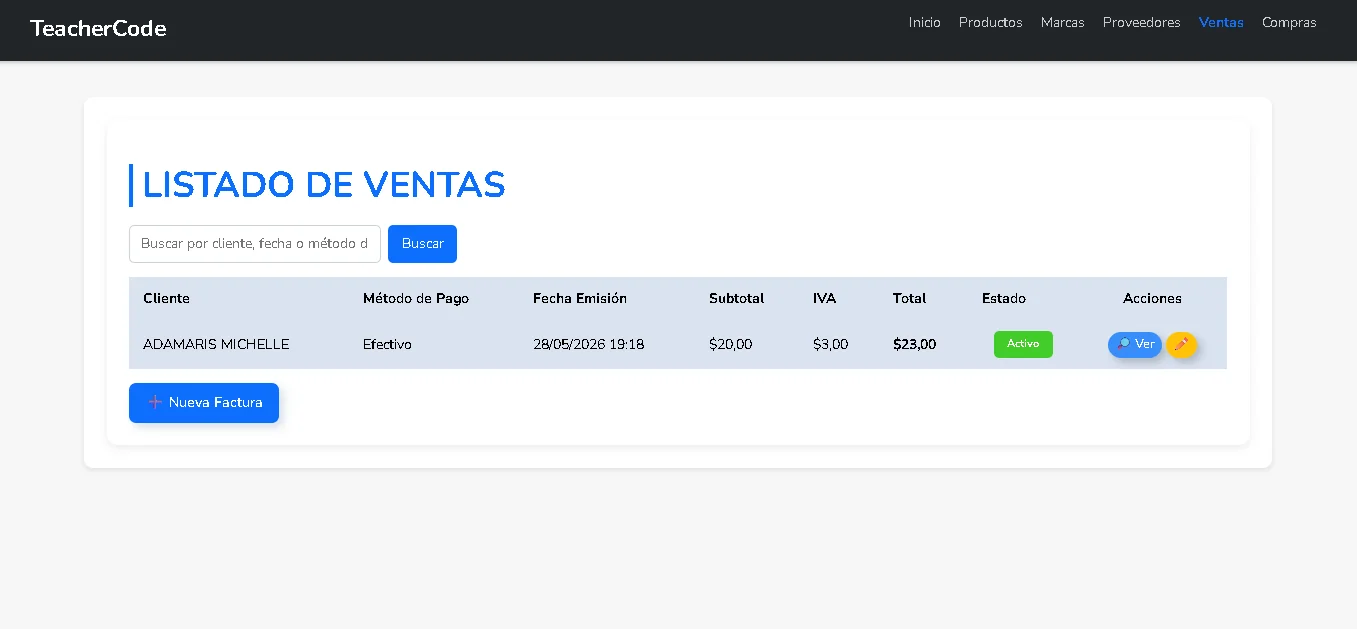 TeacherCode
Inicio Productos Marcas Proveedores Ventas Compras
LISTADO DE VENTAS
Buscar por cliente, fecha o método d
Buscar
Cliente Método de Pago Fecha Emisión Subtotal IVA Total Estado Acciones
ADAMARIS MICHELLE Efectivo 28/05/2026 19:18 $20,00 $3,00 $23,00 Activo Ver
Nueva Factura